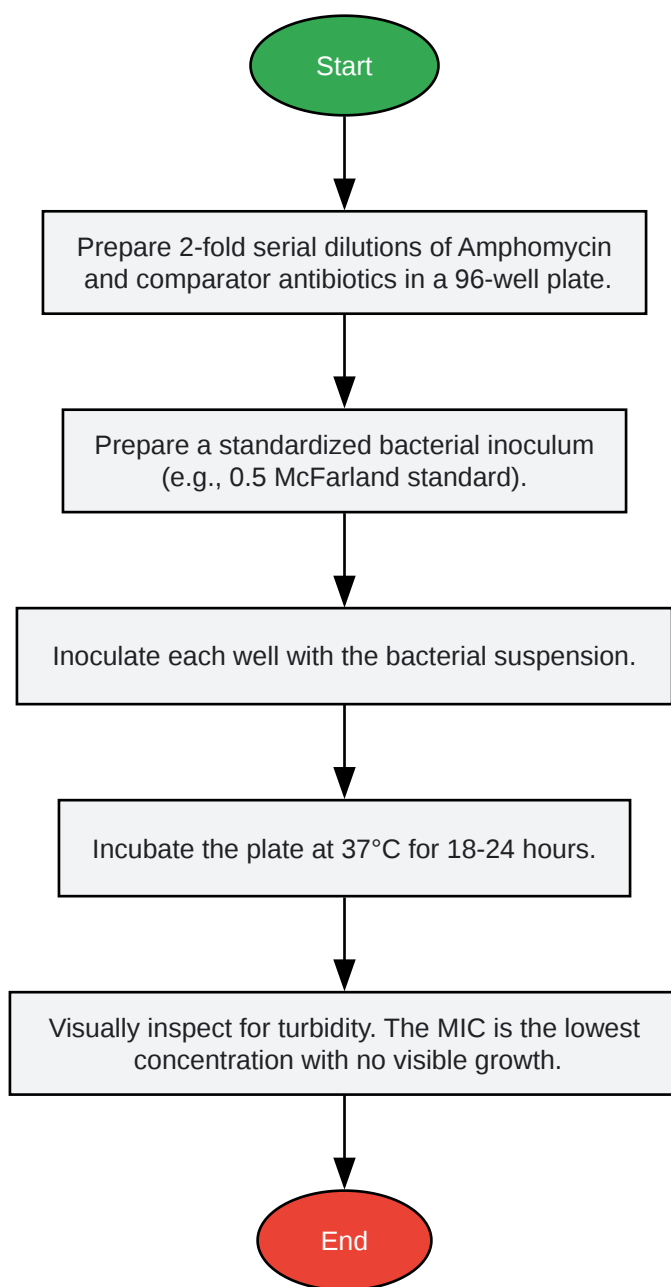 Start
Prepare 2-fold serial dilutions of Amphomycin
and comparator antibiotics in a 96-well plate.
Prepare a standardized bacterial inoculum
(e.g., 0.5 McFarland standard).
Inoculate each well with the bacterial suspension.
Incubate the plate at 37°C for 18-24 hours.
Visually inspect for turbidity. The MIC is the lowest
concentration with no visible growth.
End